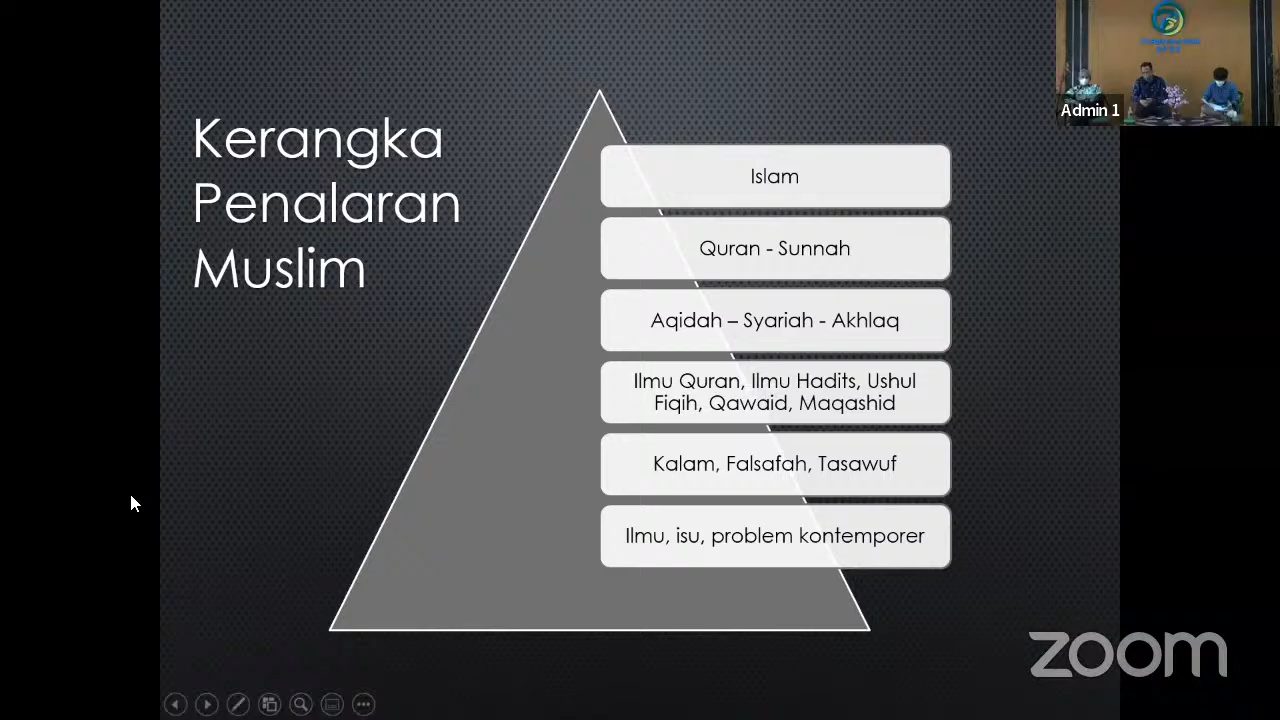 Kerangka
Penalaran
Muslim
Islam
Quran - Sunnah
Aqidah – Syariah - Akhlaq
Ilmu Quran, Ilmu Hadits, Ushul
Fiqih, Qawaid, Maqashid
Kalam, Falsafah, Tasawuf
Ilmu, isu, problem kontemporer
Admin 1
zoom